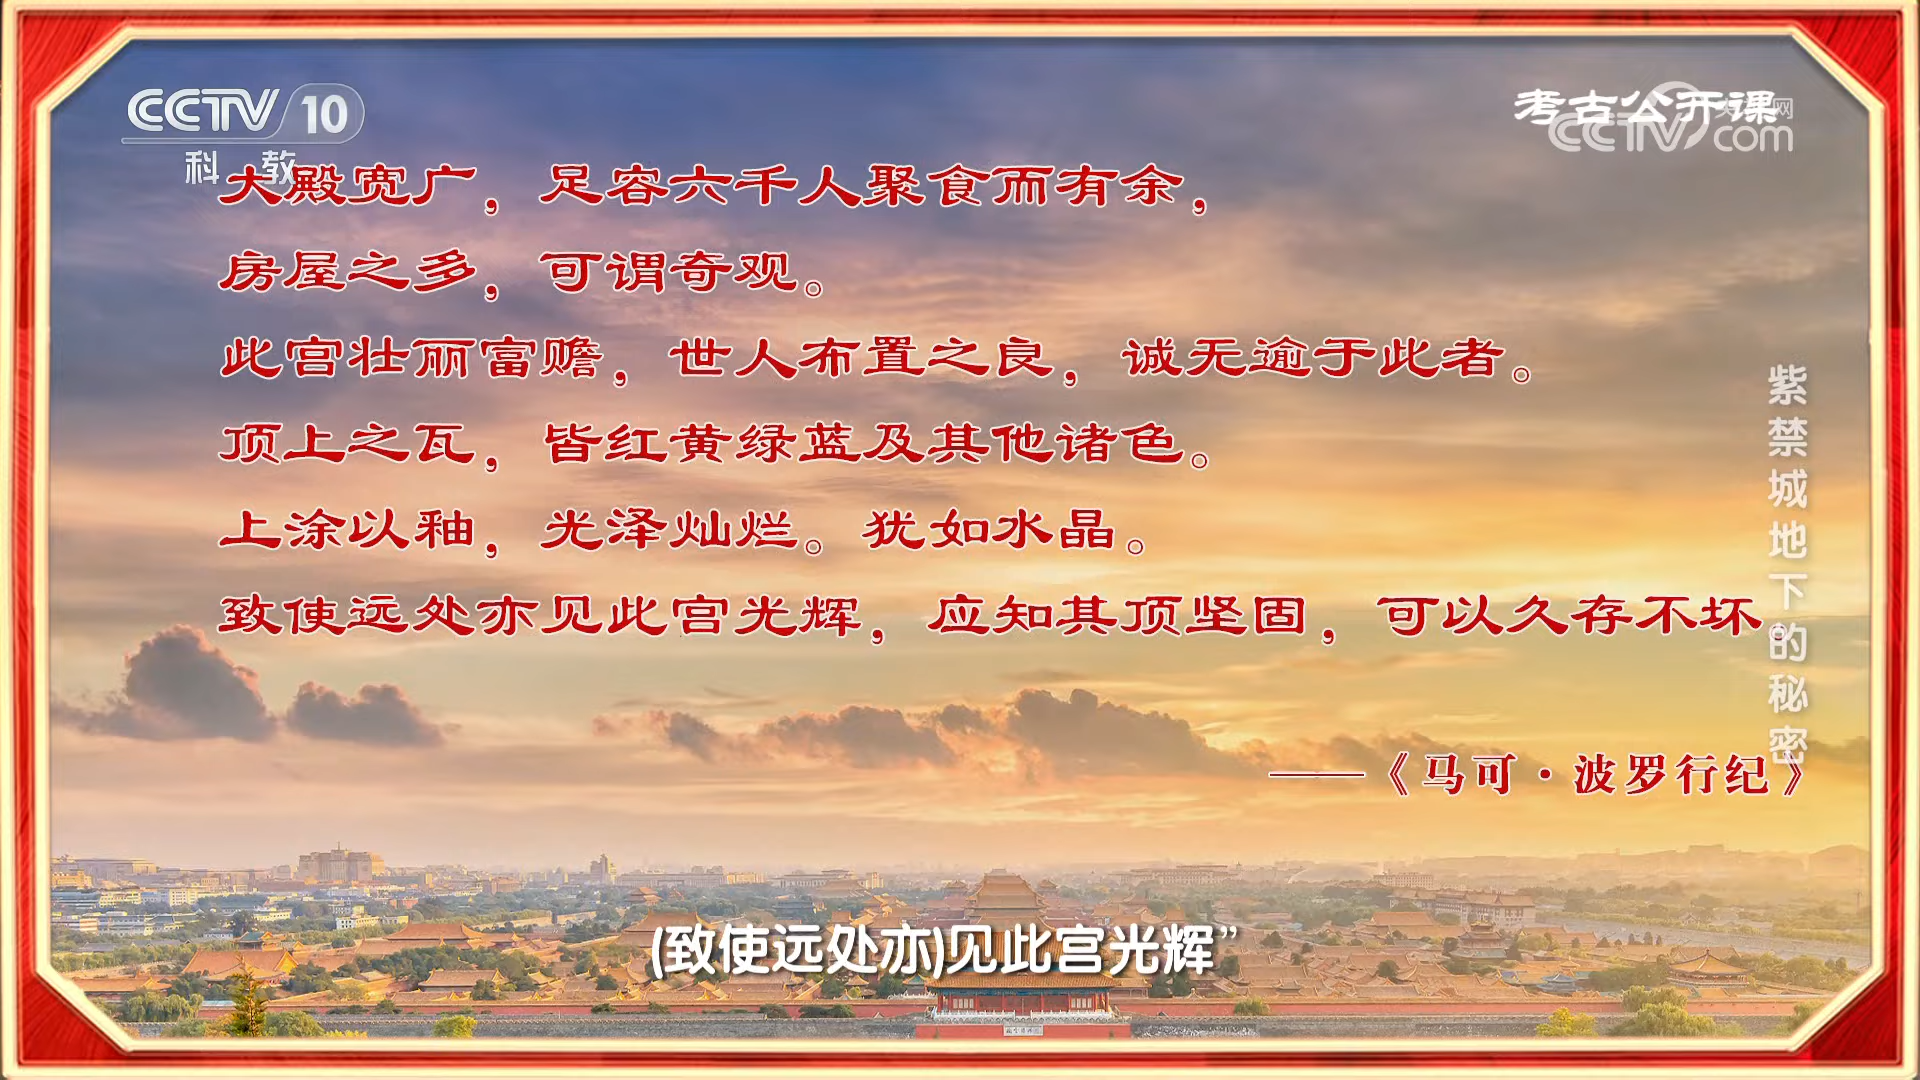 CCTV 10
科教
考古公开课
央视网
CCTV.com
大殿宽广，足容六千人聚食而有余，
房屋之多，可谓奇观。
此宫壮丽富赡，世人布置之良，诚无逾于此者。
顶上之瓦，皆红黄绿蓝及其他诸色。
上涂以釉，光泽灿烂。犹如水晶。
致使远处亦见此宫光辉，应知其顶坚固，可以久存不坏。
——《马可·波罗行纪》
紫禁城地下的秘密
(致使远处亦)见此宫光辉”